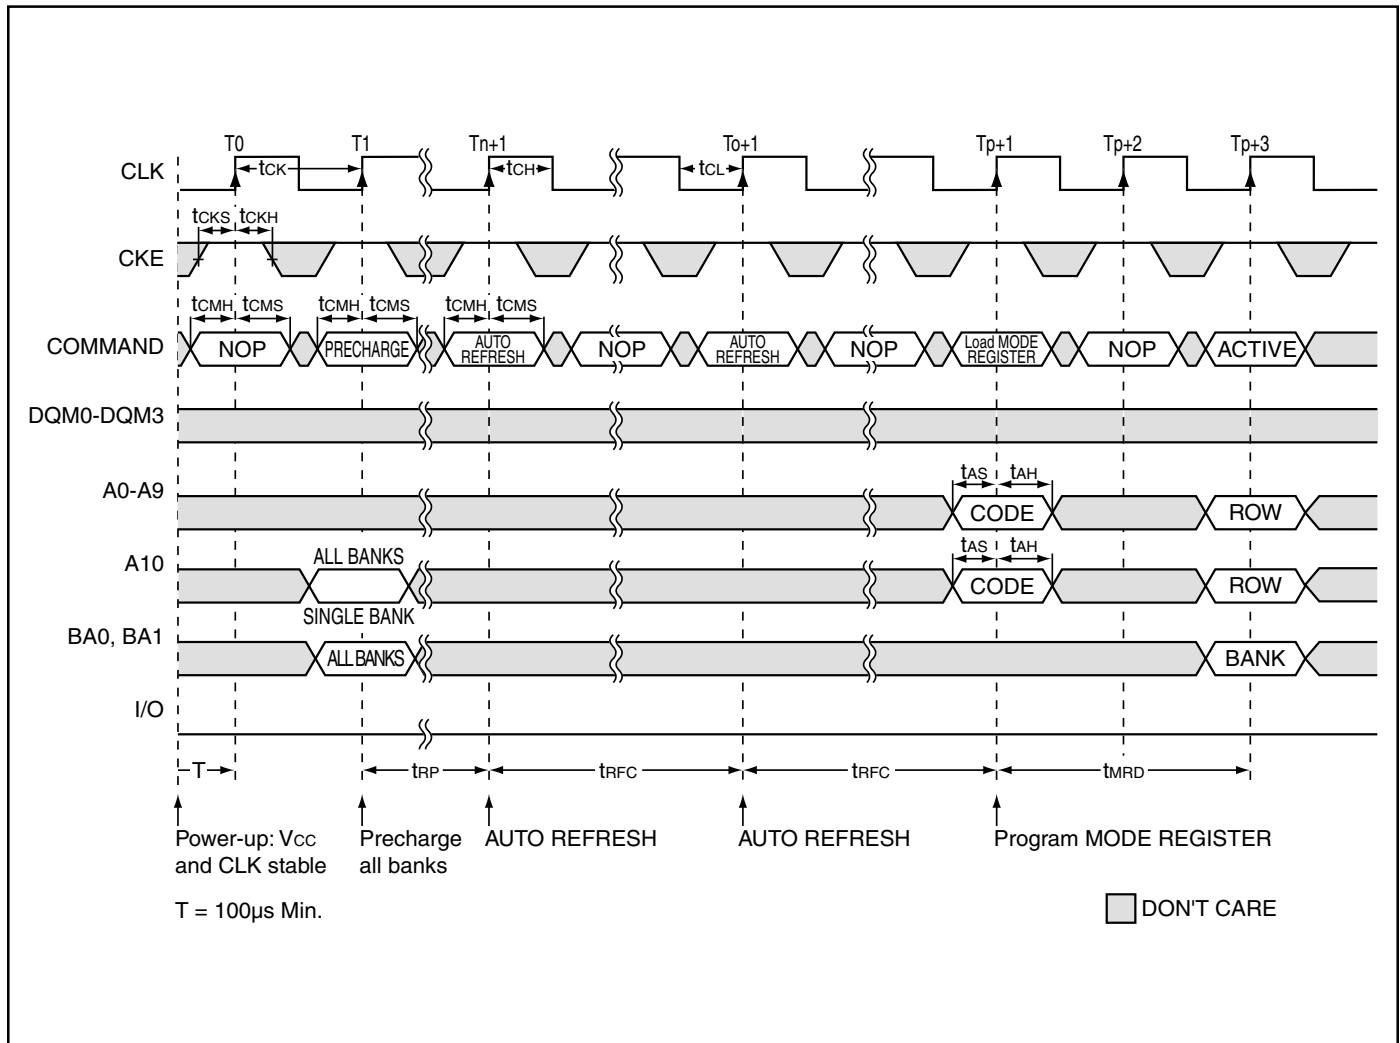 T0 T1 Tn+1 To+1 Tp+1 Tp+2 Tp+3
CLK tCK tCH tCL
tCKS tCKH
CKE
tCMH tCMS tCMH tCMS tCMH tCMS
COMMAND NOP PRECHARGE AUTO REFRESH NOP AUTO REFRESH NOP Load MODE REGISTER NOP ACTIVE
DQM0-DQM3
tAS tAH
A0-A9 CODE ROW
ALL BANKS tAS tAH
A10 CODE ROW
SINGLE BANK
BA0, BA1 ALL BANKS BANK
I/O
T tRP tRFC tRFC tMRD
Power-up: VCC
and CLK stable
Precharge
all banks
AUTO REFRESH
AUTO REFRESH
Program MODE REGISTER
T = 100µs Min.
DON'T CARE